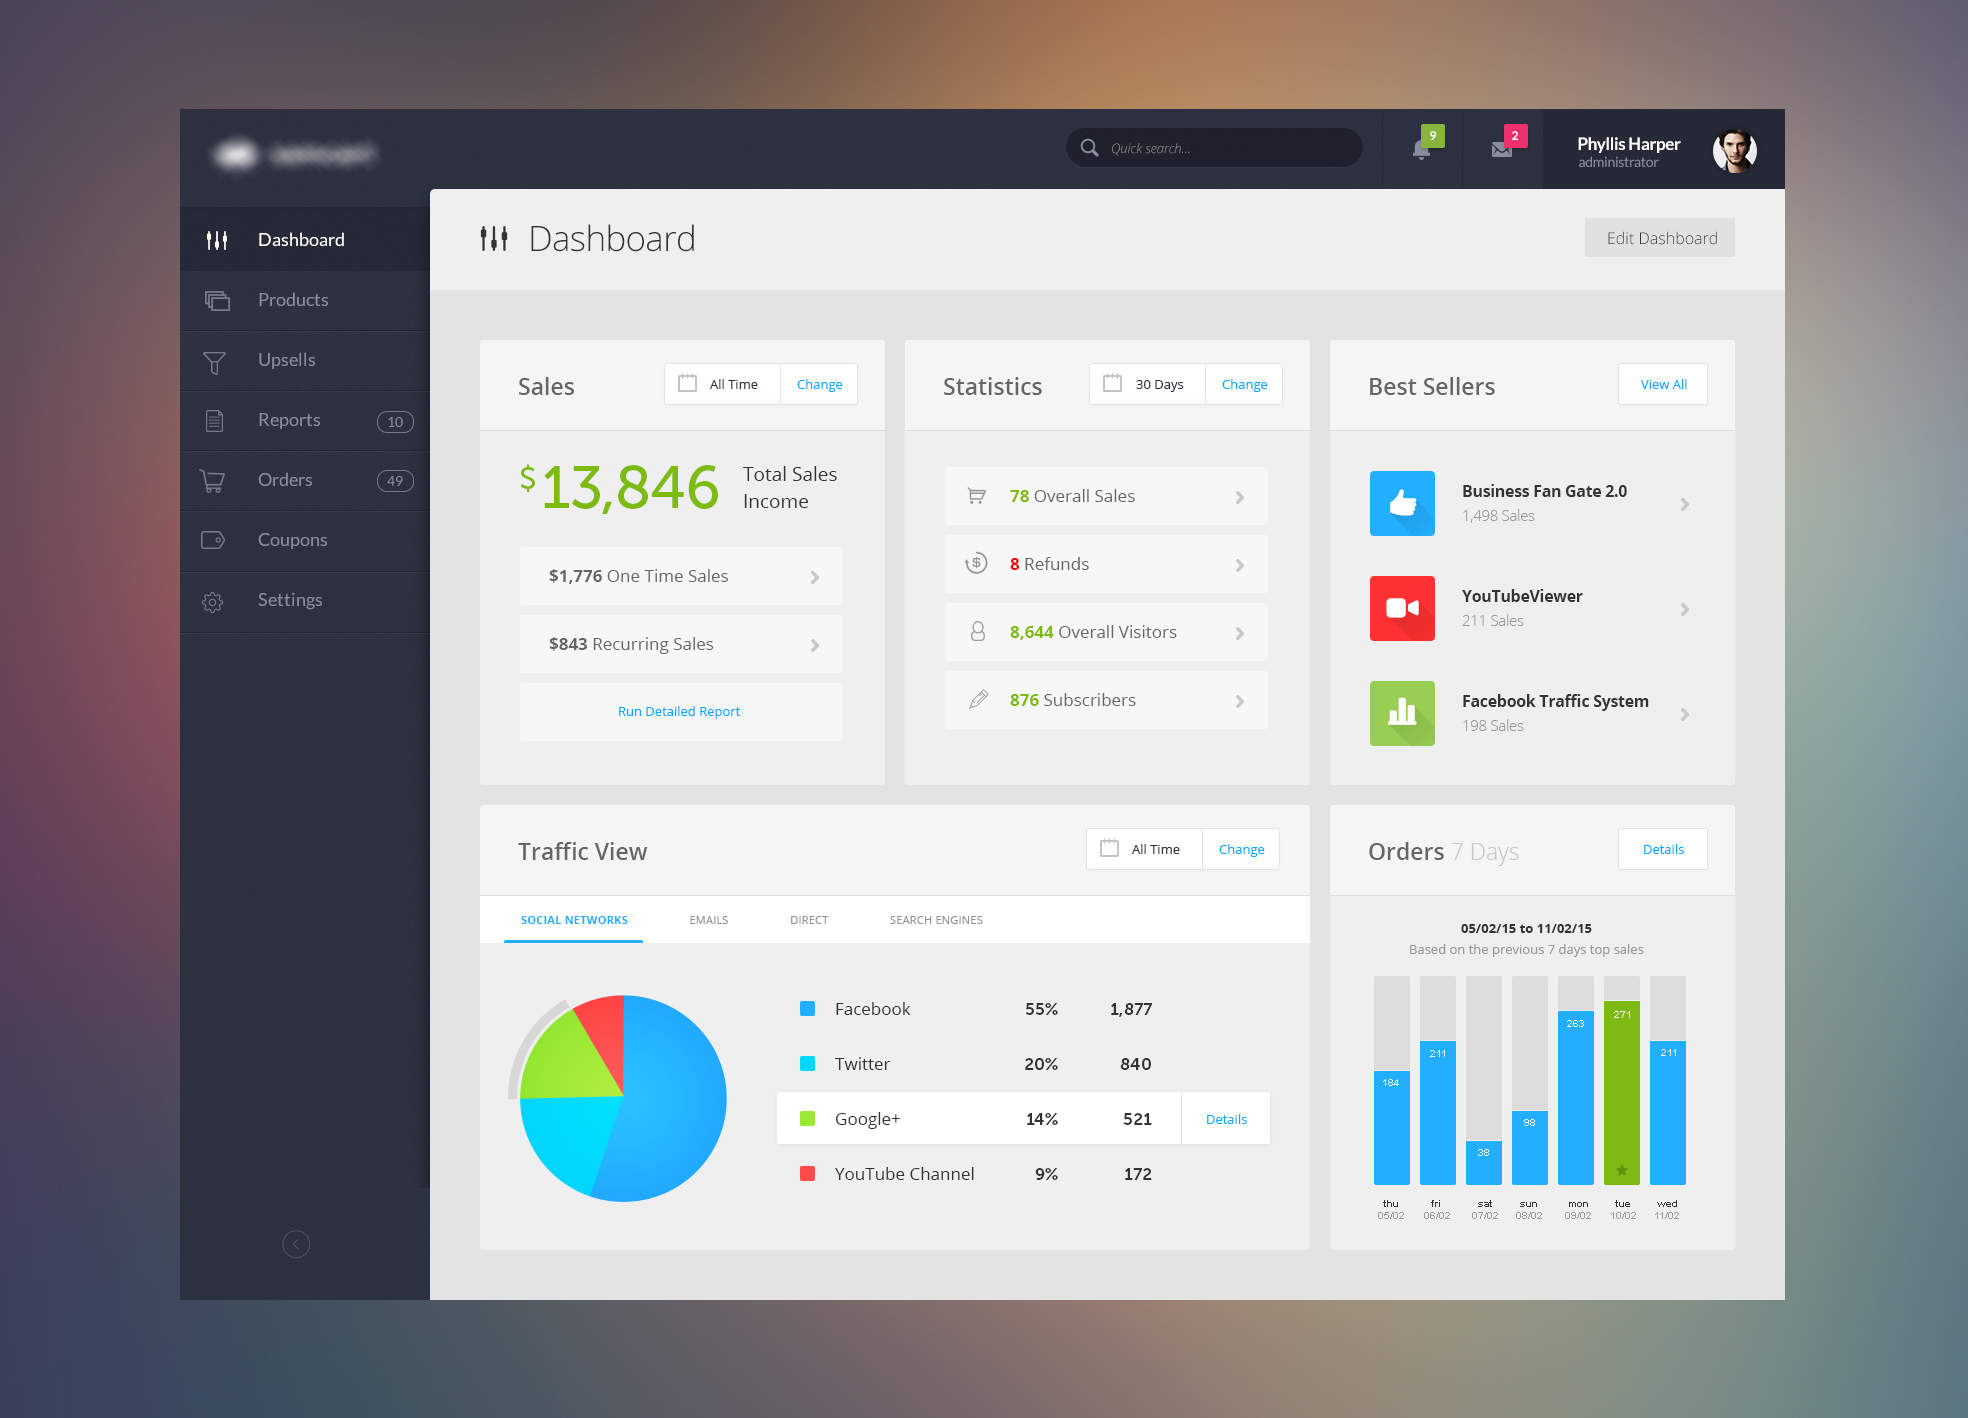 Quick search...
9
2
Phyllis Harper
administrator
Dashboard
Products
Upsells
Reports 10
Orders 49
Coupons
Settings
Dashboard
Edit Dashboard
Sales
All Time Change
$13,846 Total Sales Income
$1,776 One Time Sales
$843 Recurring Sales
Run Detailed Report
Statistics
30 Days Change
78 Overall Sales
8 Refunds
8,644 Overall Visitors
876 Subscribers
Best Sellers
View All
Business Fan Gate 2.0
1,498 Sales
YouTubeViewer
211 Sales
Facebook Traffic System
198 Sales
Traffic View
All Time Change
SOCIAL NETWORKS EMAILS DIRECT SEARCH ENGINES
Facebook 55% 1,877
Twitter 20% 840
Google+ 14% 521 Details
YouTube Channel 9% 172
Orders 7 Days
Details
05/02/15 to 11/02/15
Based on the previous 7 days top sales
184 211 38 98 263 271 211
thu fri sat sun mon tue wed
05/02 06/02 07/02 08/02 09/02 10/02 11/02